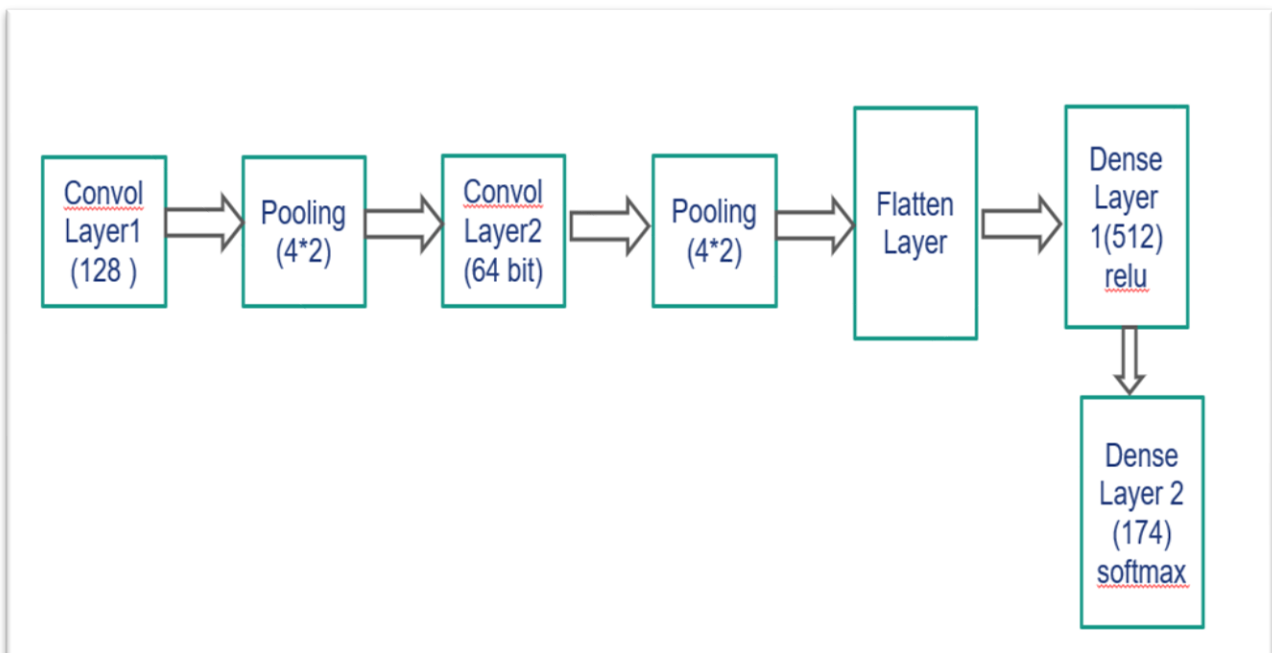 Convol
Layer1
(128 )
Pooling
(4*2)
Convol
Layer2
(64 bit)
Pooling
(4*2)
Flatten
Layer
Dense
Layer
1(512)
relu
Dense
Layer 2
(174)
softmax